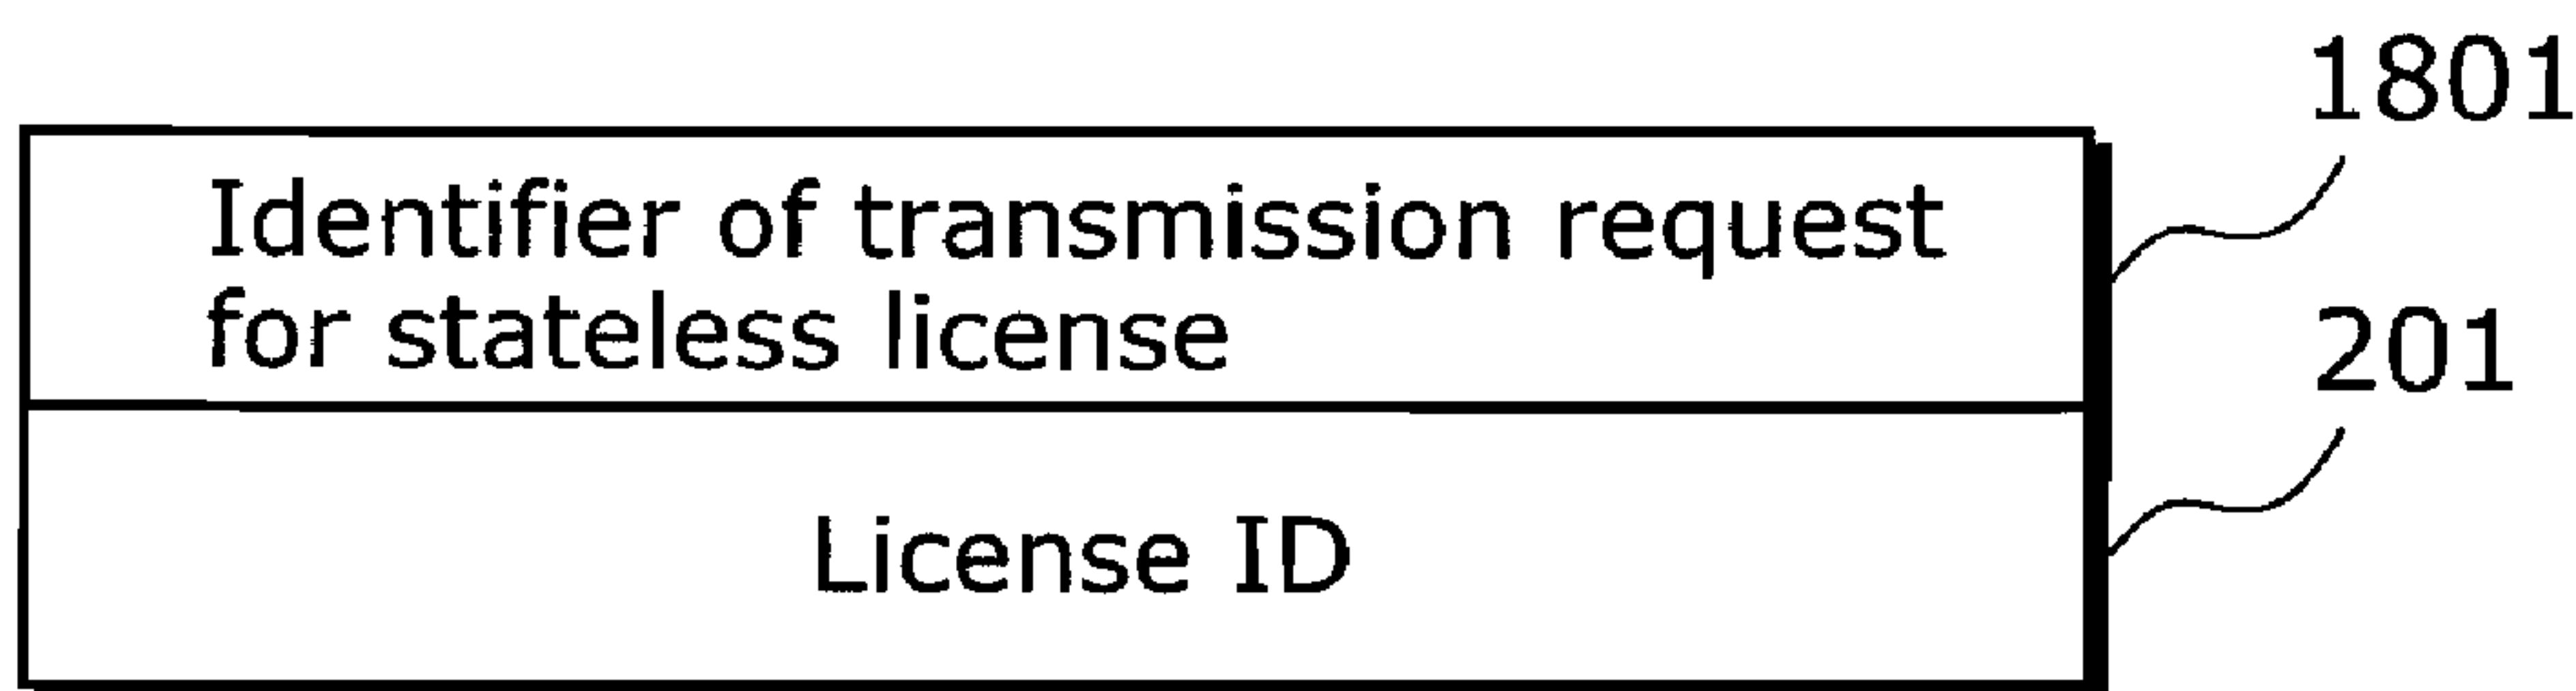 1801
Identifier of transmission request
for stateless license
201
License ID